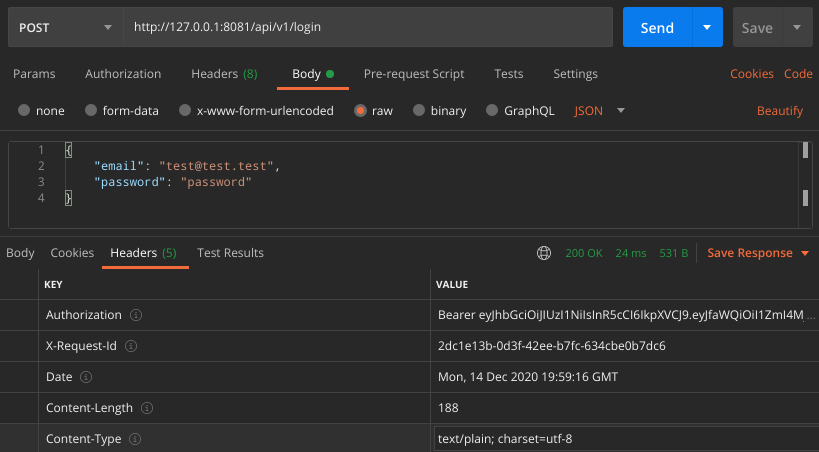 POST http://127.0.0.1:8081/api/v1/login Send Save
Params Authorization Headers (8) Body Pre-request Script Tests Settings Cookies Code
none form-data x-www-form-urlencoded raw binary GraphQL JSON Beautify
1 {
2 "email": "test@test.test",
3 "password": "password"
4 }
Body Cookies Headers (5) Test Results 200 OK 24 ms 531 B Save Response
KEY VALUE
Authorization Bearer eyJhbGciOiJIUzI1NiIsInR5cCI6IkpXVCJ9.eyJfaWQiOiI1ZmI4M...
X-Request-Id 2dc1e13b-0d3f-42ee-b7fc-634cbe0b7dc6
Date Mon, 14 Dec 2020 19:59:16 GMT
Content-Length 188
Content-Type text/plain; charset=utf-8